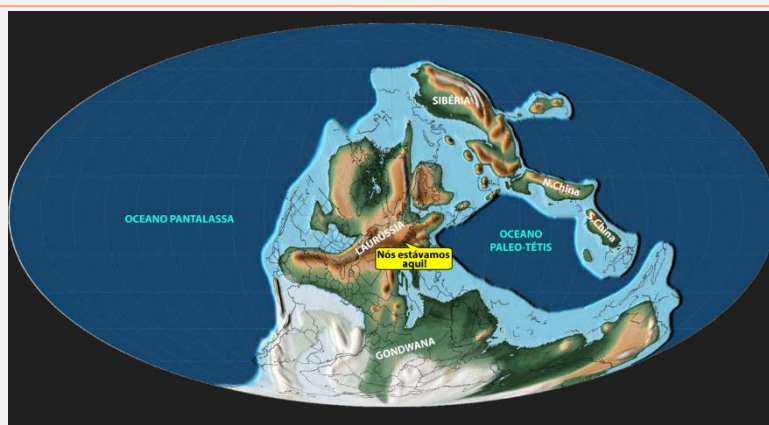 SIBÉRIA
N.China
S.China
OCEANO PANTALASSA
LAURÚSSIA
OCEANO
PALEO-TÉTIS
Nós estávamos
aqui!
GONDWANA